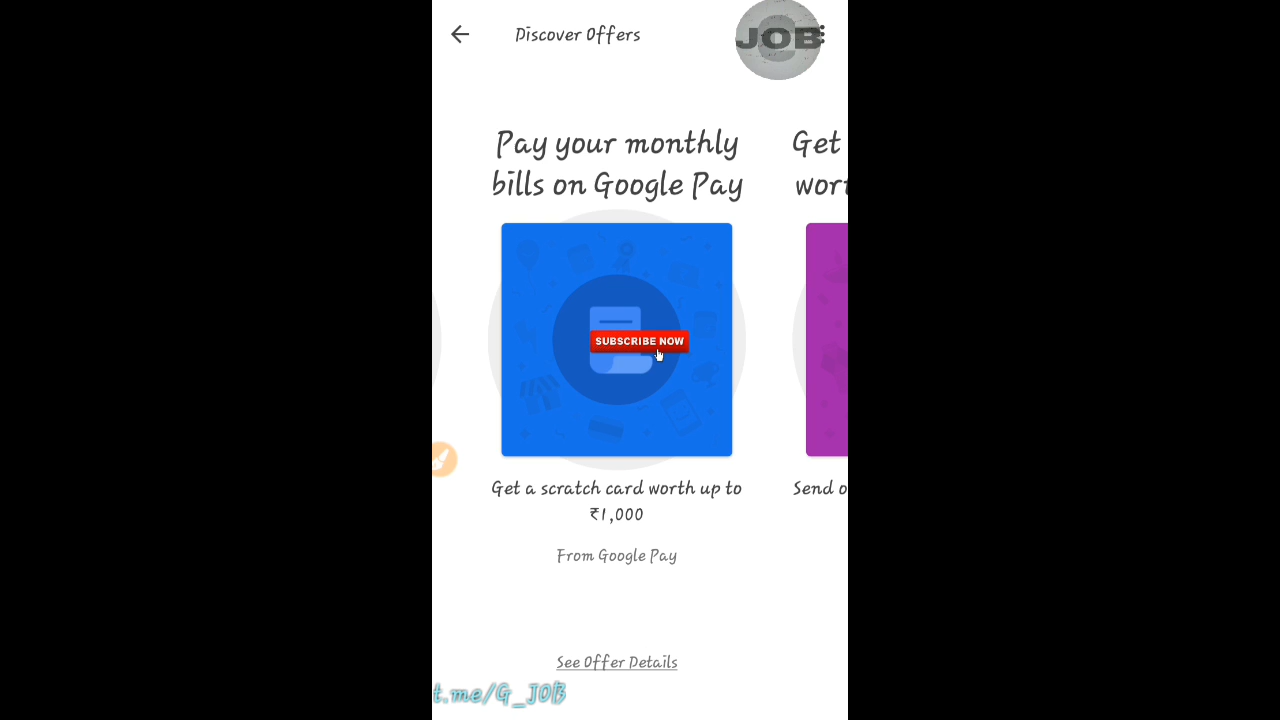 Discover Offers
JOB
Pay your monthly
bills on Google Pay
Get
wort
SUBSCRIBE NOW
Get a scratch card worth up to
₹1,000
Send o
From Google Pay
See Offer Details
t.me/G_JOB